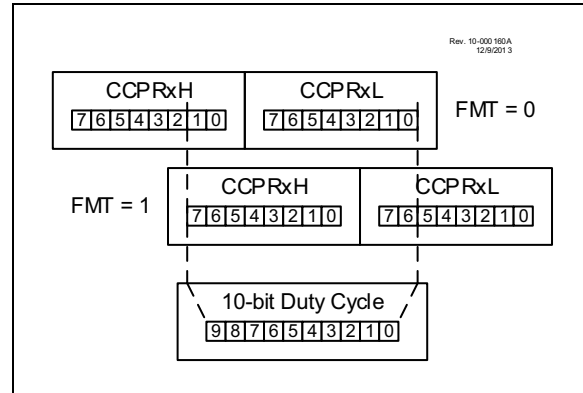 Rev. 10-000 160A
12/9/201 3
CCPRxH CCPRxL
7 6 5 4 3 2 1 0 7 6 5 4 3 2 1 0 FMT = 0
CCPRxH CCPRxL
FMT = 1 7 6 5 4 3 2 1 0 7 6 5 4 3 2 1 0
10-bit Duty Cycle
9 8 7 6 5 4 3 2 1 0